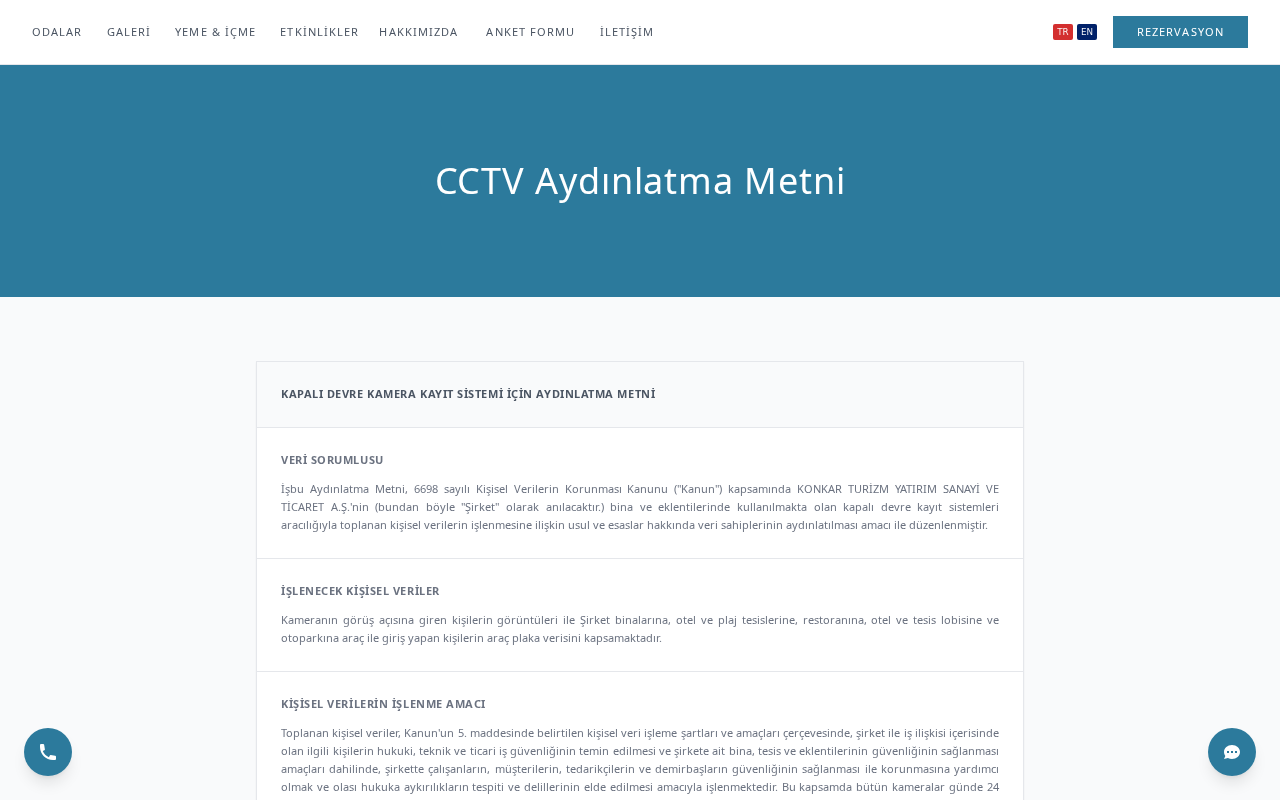 ODALAR GALERİ YEME & İÇME ETKİNLİKLER HAKKIMIZDA ANKET FORMU İLETİŞİM TR EN REZERVASYON
CCTV Aydınlatma Metni
KAPALI DEVRE KAMERA KAYIT SİSTEMİ İÇİN AYDINLATMA METNİ
VERİ SORUMLUSU
İşbu Aydınlatma Metni, 6698 sayılı Kişisel Verilerin Korunması Kanunu ("Kanun") kapsamında KONKAR TURİZM YATIRIM SANAYİ VE
TİCARET A.Ş.'nin (bundan böyle "Şirket" olarak anılacaktır.) bina ve eklentilerinde kullanılmakta olan kapalı devre kayıt sistemleri
aracılığıyla toplanan kişisel verilerin işlenmesine ilişkin usul ve esaslar hakkında veri sahiplerinin aydınlatılması amacı ile düzenlenmiştir.
İŞLENECEK KİŞİSEL VERİLER
Kameranın görüş açısına giren kişilerin görüntüleri ile Şirket binalarına, otel ve plaj tesislerine, restoranına, otel ve tesis lobisine ve
otoparkına araç ile giriş yapan kişilerin araç plaka verisini kapsamaktadır.
KİŞİSEL VERİLERİN İŞLENME AMACI
Toplanan kişisel veriler, Kanun'un 5. maddesinde belirtilen kişisel veri işleme şartları ve amaçları çerçevesinde, şirket ile iş ilişkisi içerisinde
olan ilgili kişilerin hukuki, teknik ve ticari iş güvenliğinin temin edilmesi ve şirkete ait bina, tesis ve eklentilerinin güvenliğinin sağlanması
amaçları dahilinde, şirkette çalışanların, müşterilerin, tedarikçilerin ve demirbaşların güvenliğinin sağlanması ile korunmasına yardımcı
olmak ve olası hukuka aykırılıkların tespiti ve delillerinin elde edilmesi amacıyla işlenmektedir. Bu kapsamda bütün kameralar günde 24